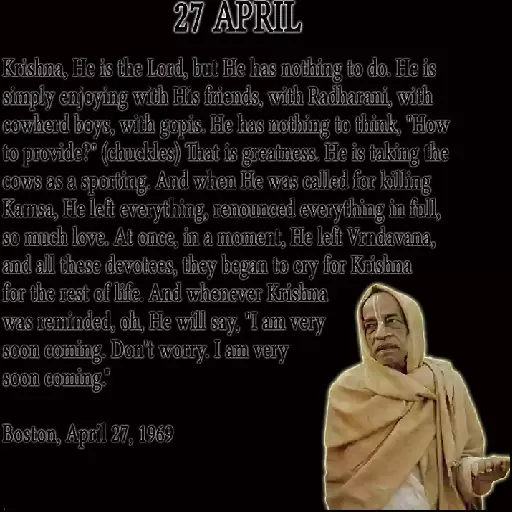 27 APRIL
Krishna, He is the Lord, but He has nothing to do. He is
simply enjoying with His friends, with Radharani, with
cowherd boys, with gopis. He has nothing to think, "How
to provide?" (chuckles) That is greatness. He is taking the
cows as a sporting. And when He was called for killing
Kamsa, He left everything, renounced everything in full,
so much love. At once, in a moment, He left Vrndavana,
and all these devotees, they began to cry for Krishna
for the rest of life. And whenever Krishna
was reminded, oh, He will say, "I am very
soon coming. Don't worry. I am very
soon coming."
Boston, April 27, 1969